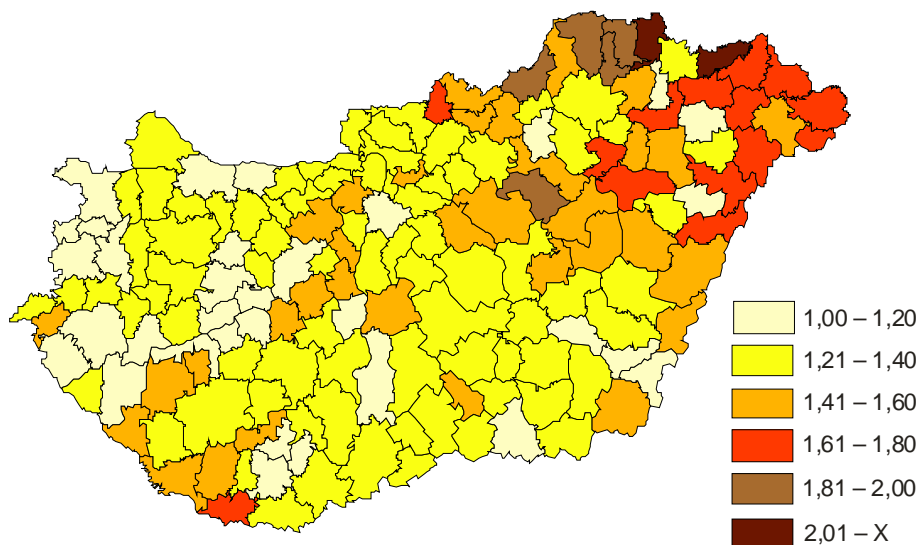 1,00 – 1,20
1,21 – 1,40
1,41 – 1,60
1,61 – 1,80
1,81 – 2,00
2,01 – X